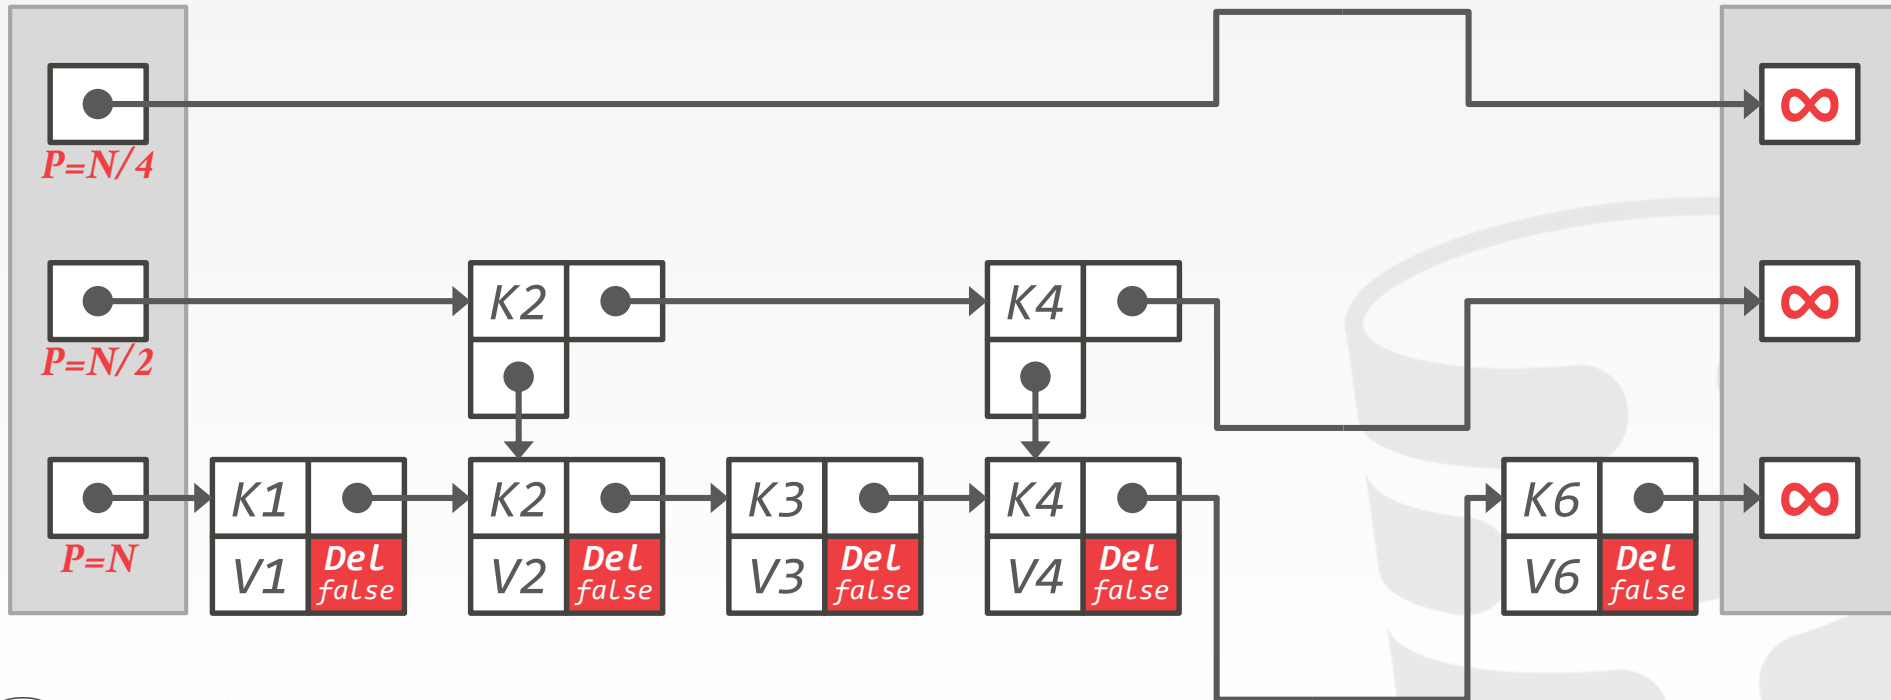 ∞
P=N/4
K2
K4
∞
P=N/2
K1
K2
K3
K4
K6
∞
P=N
V1
Del
false
V2
Del
false
V3
Del
false
V4
Del
false
V6
Del
false